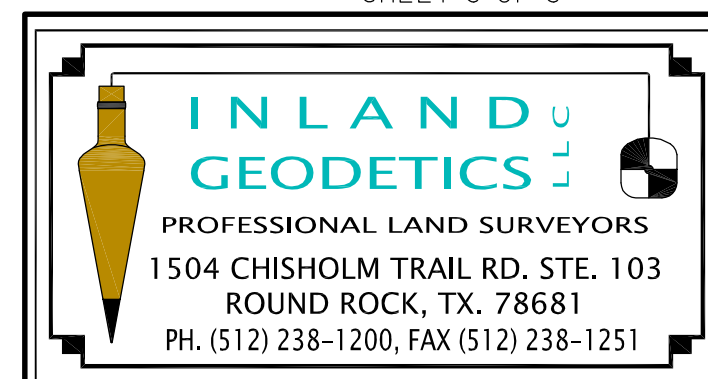 INLAND
GEODETICS LLC
PROFESSIONAL LAND SURVEYORS
1504 CHISHOLM TRAIL RD. STE. 103
ROUND ROCK, TX. 78681
PH. (512) 238-1200, FAX (512) 238-1251